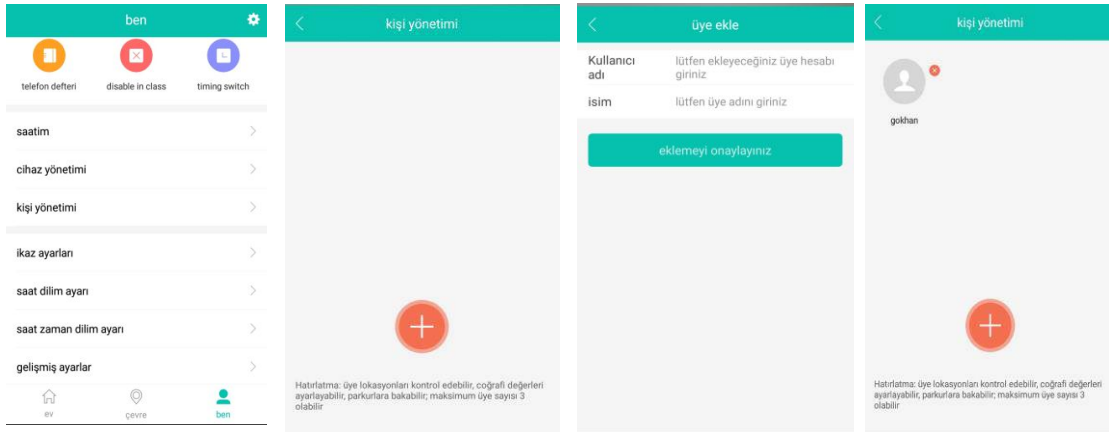 ben
telefon defteri
disable in class
timing switch
saatim
cihaz yönetimi
kişi yönetimi
ikaz ayarları
saat dilim ayarı
saat zaman dilim ayarı
gelişmiş ayarlar
ev
çevre
ben
kişi yönetimi
Hatırlatma: üye lokasyonları kontrol edebilir, coğrafi değerleri
ayarlayabilir, parkurlara bakabilir; maksimum üye sayısı 3
olabilir
üye ekle
Kullanıcı
adı
lütfen ekleyeceğiniz üye hesabı
giriniz
isim
lütfen üye adını giriniz
eklemeyi onaylayınız
kişi yönetimi
gokhan
Hatırlatma: üye lokasyonları kontrol edebilir, coğrafi değerleri
ayarlayabilir, parkurlara bakabilir; maksimum üye sayısı 3
olabilir